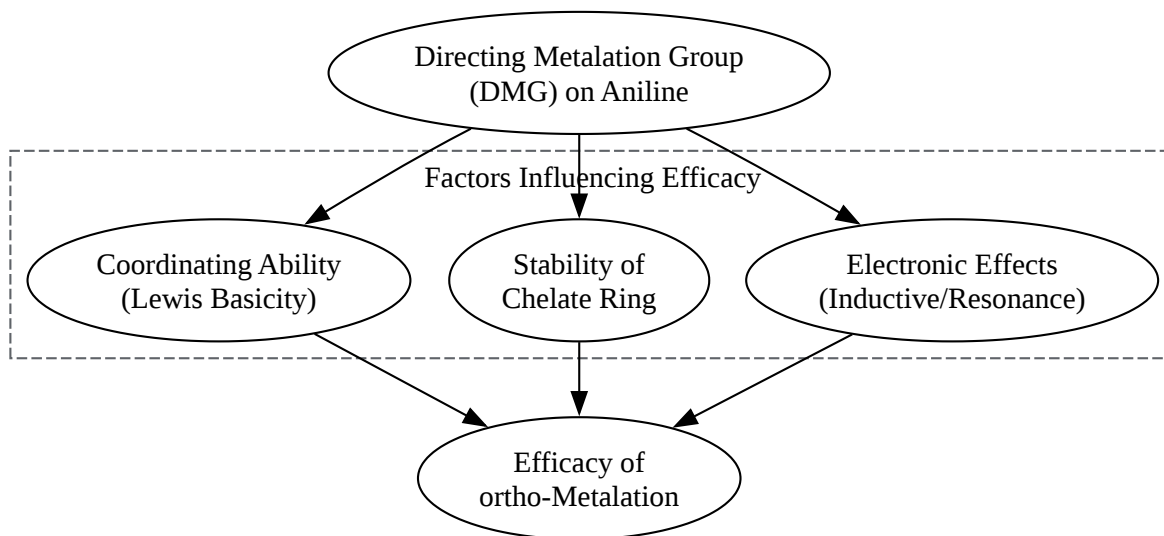 Directing Metalation Group
(DMG) on Aniline
Factors Influencing Efficacy
Coordinating Ability
(Lewis Basicity)
Stability of
Chelate Ring
Electronic Effects
(Inductive/Resonance)
Efficacy of
ortho-Metalation